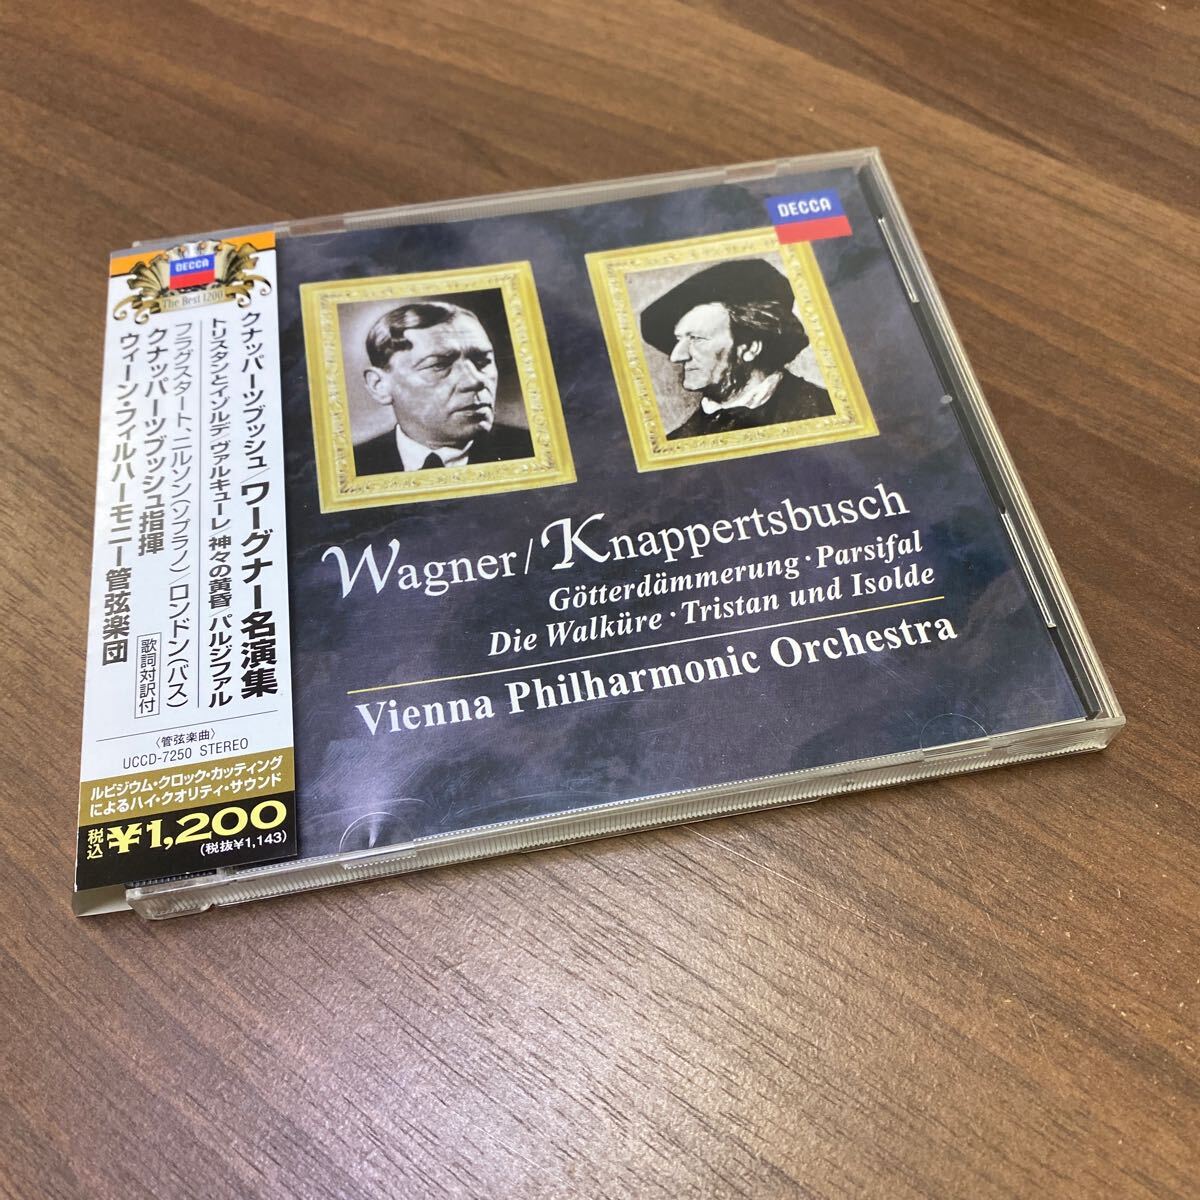 DECCA
The Best 1200
クナッパーツブッシュ/ワーグナー名演集
トリスタンとイゾルデ/ヴァルキューレ/神々の黄昏/パルジファル
フラグスタート、ニルソン(ソプラノ)/ロンドン(バス)
クナッパーツブッシュ指揮
ウィーン・フィルハーモニー管弦楽団
歌詞対訳付
〈管弦楽曲〉
UCCD-7250 STEREO
ルビジウム・クロック・カッティング
によるハイ・クオリティ・サウンド
税込¥1,200
(税抜¥1,143)
DECCA
Wagner/Knappertsbusch
Götterdämmerung·Parsifal
Die Walküre·Tristan und Isolde
Vienna Philharmonic Orchestra